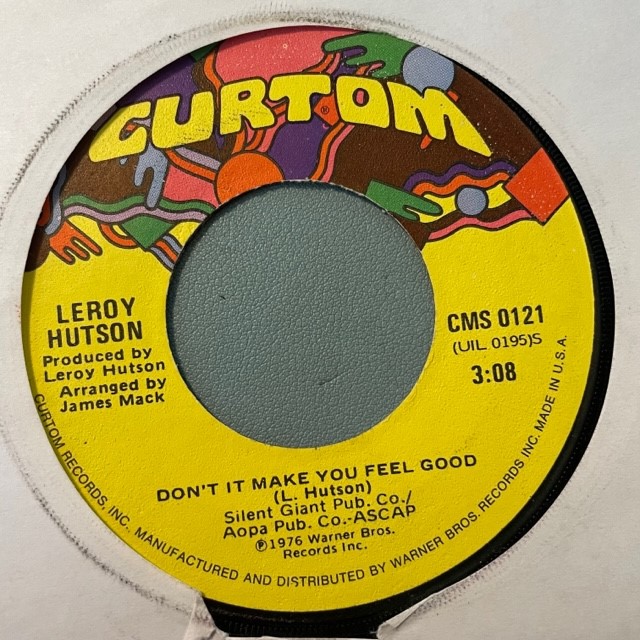 CURTOM®
LEROY
HUTSON
Produced by
Leroy Hutson
Arranged by
James Mack
CMS 0121
(UIL 0195)S
3:08
DON'T IT MAKE YOU FEEL GOOD
(L. Hutson)
Silent Giant Pub. Co./
Aopa Pub. Co.-ASCAP
℗1976 Warner Bros.
Records Inc.
CURTOM RECORDS, INC. MANUFACTURED AND DISTRIBUTED BY WARNER BROS. RECORDS INC. MADE IN U.S.A.